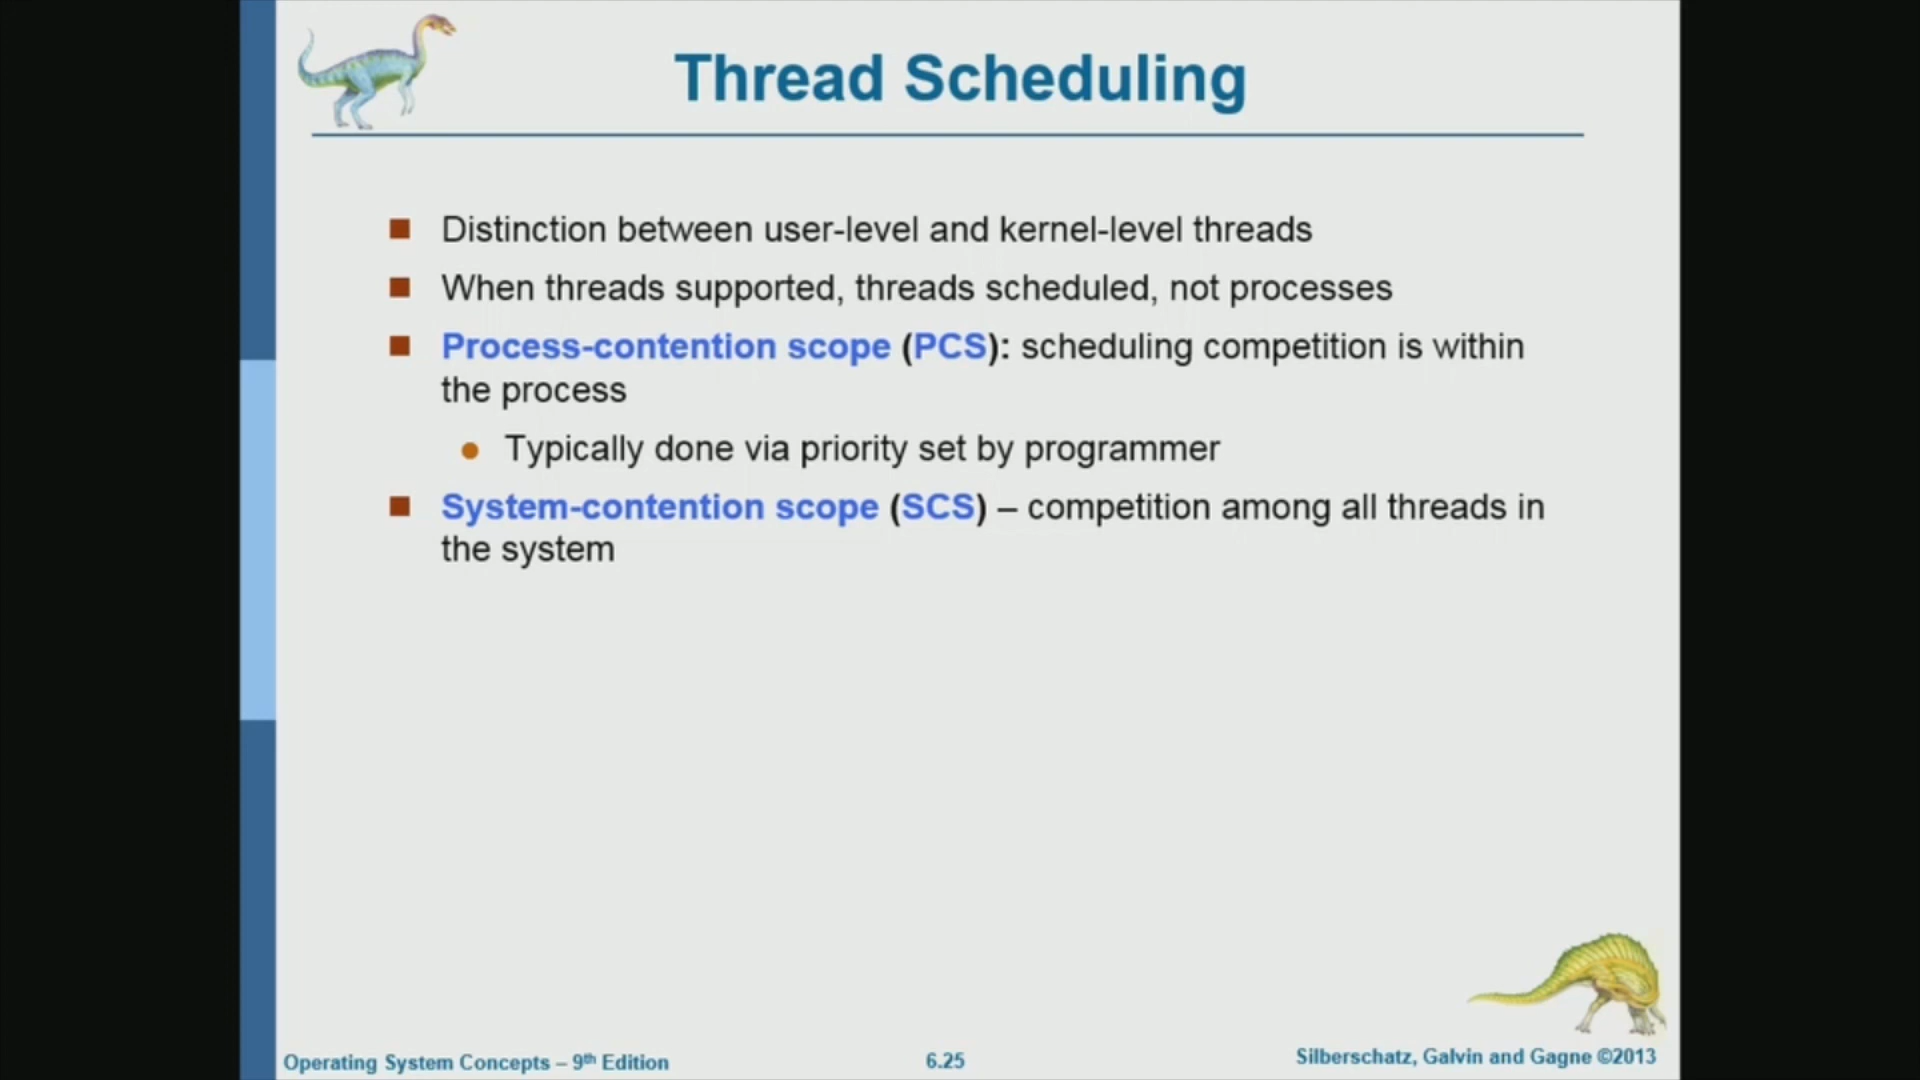 Thread Scheduling
Distinction between user-level and kernel-level threads
When threads supported, threads scheduled, not processes
Process-contention scope (PCS): scheduling competition is within
the process
Typically done via priority set by programmer
System-contention scope (SCS) – competition among all threads in
the system
Operating System Concepts – 9th Edition
6.25
Silberschatz, Galvin and Gagne ©2013